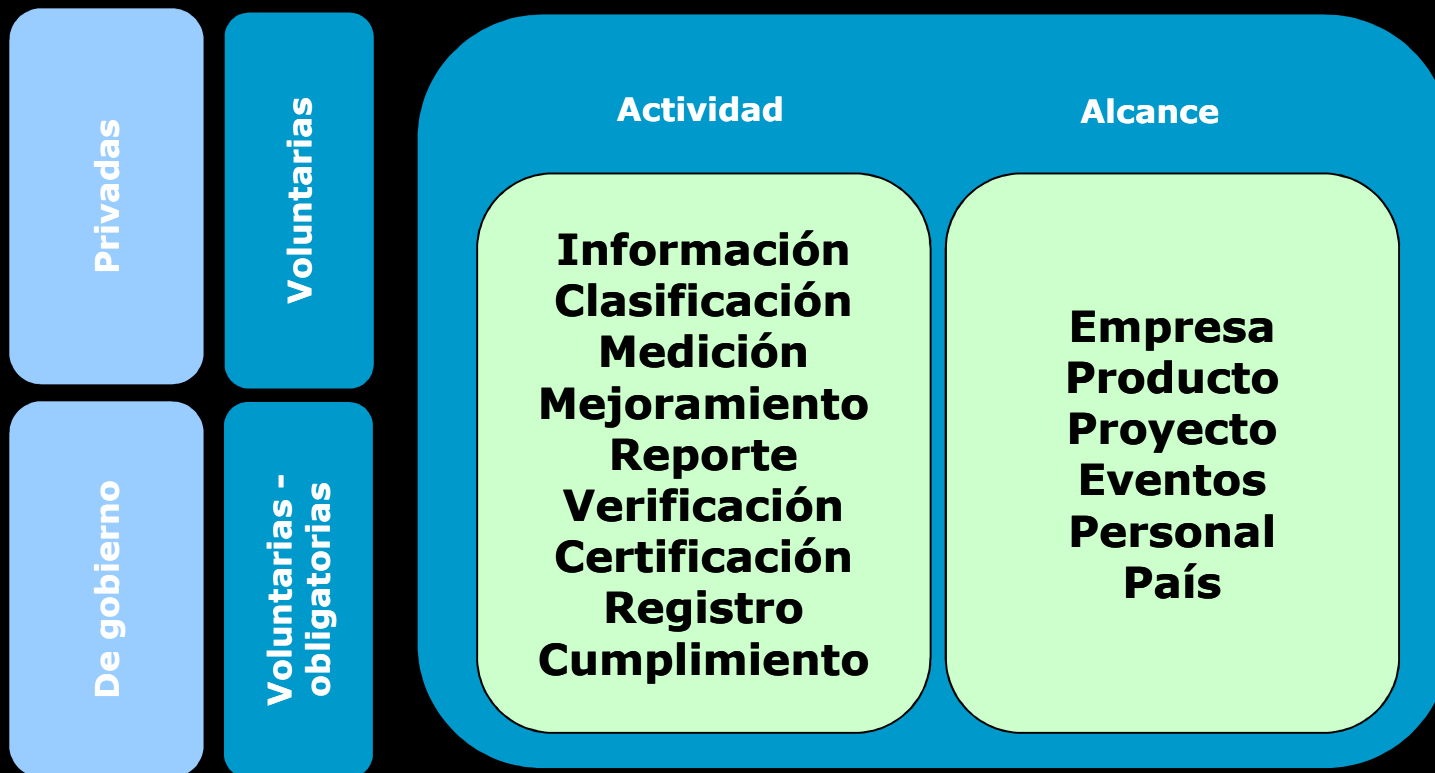 Privadas
Voluntarias
De gobierno
Voluntarias -
obligatorias
Actividad
Alcance
Información
Clasificación
Medición
Mejoramiento
Reporte
Verificación
Certificación
Registro
Cumplimiento
Empresa
Producto
Proyecto
Eventos
Personal
País